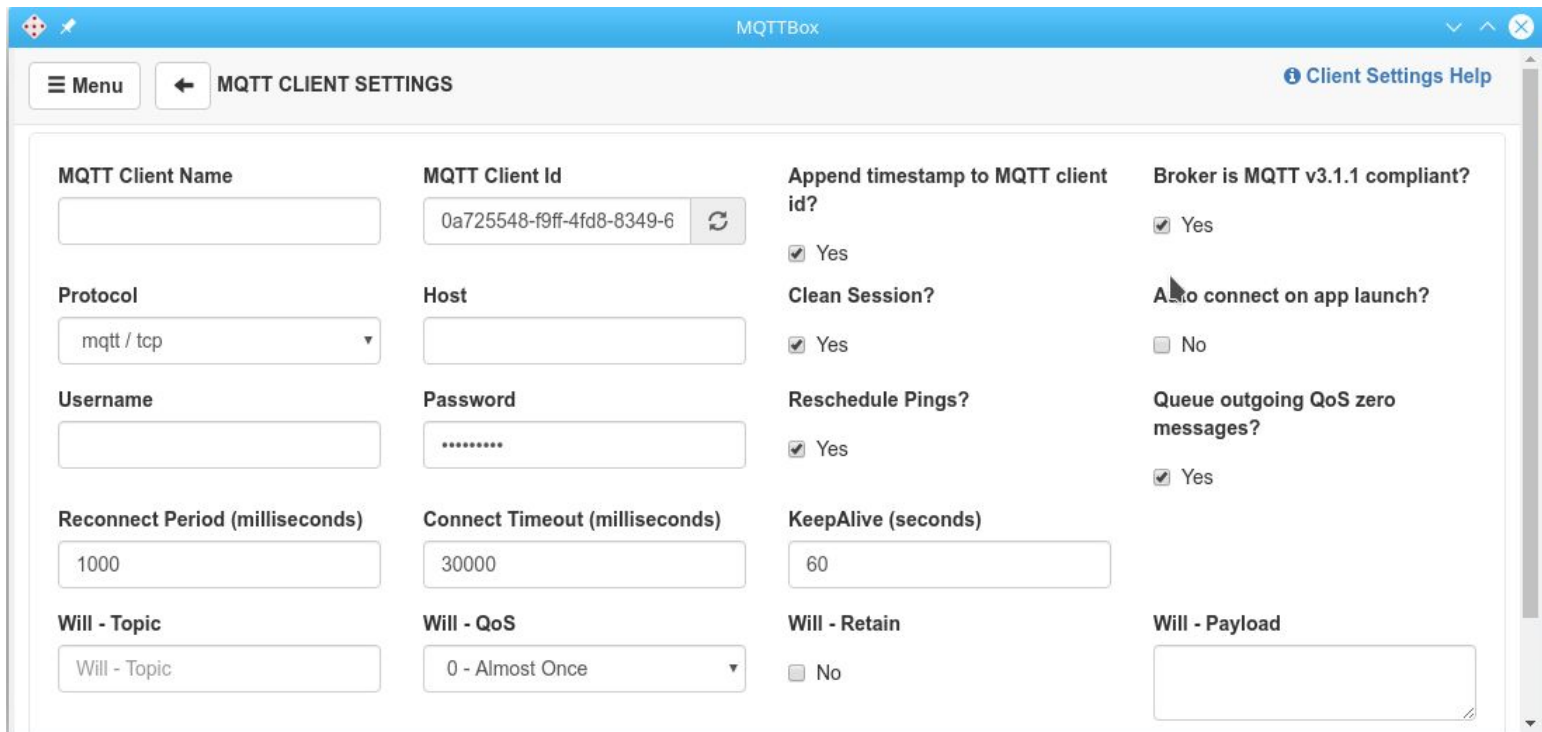 MQTTBox
Menu
MQTT CLIENT SETTINGS
Client Settings Help
MQTT Client Name
MQTT Client Id
Append timestamp to MQTT client
id?
Broker is MQTT v3.1.1 compliant?
0a725548-f9ff-4fd8-8349-6
Yes
Yes
Protocol
Host
Clean Session?
connect on app launch?
mqtt / tcp
Yes
No
Username
Password
Reschedule Pings?
Queue outgoing QoS zero
messages?
•••••••••
Yes
Yes
Reconnect Period (milliseconds)
Connect Timeout (milliseconds)
KeepAlive (seconds)
1000
30000
60
Will - Topic
Will - QoS
Will - Retain
Will - Payload
Will - Topic
0 - Almost Once
No